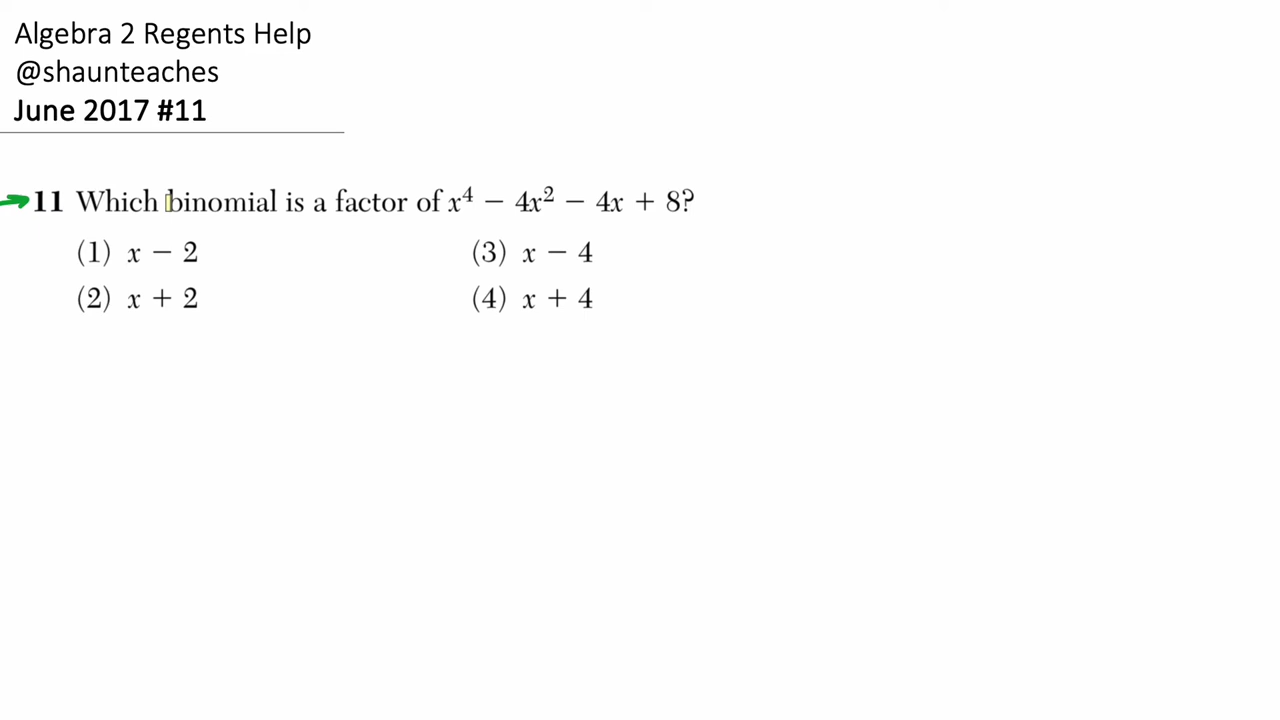 Algebra 2 Regents Help
@shaunteaches
June 2017 #11
11 Which binomial is a factor of x⁴ − 4x² − 4x + 8?
(1) x − 2 (3) x − 4
(2) x + 2 (4) x + 4